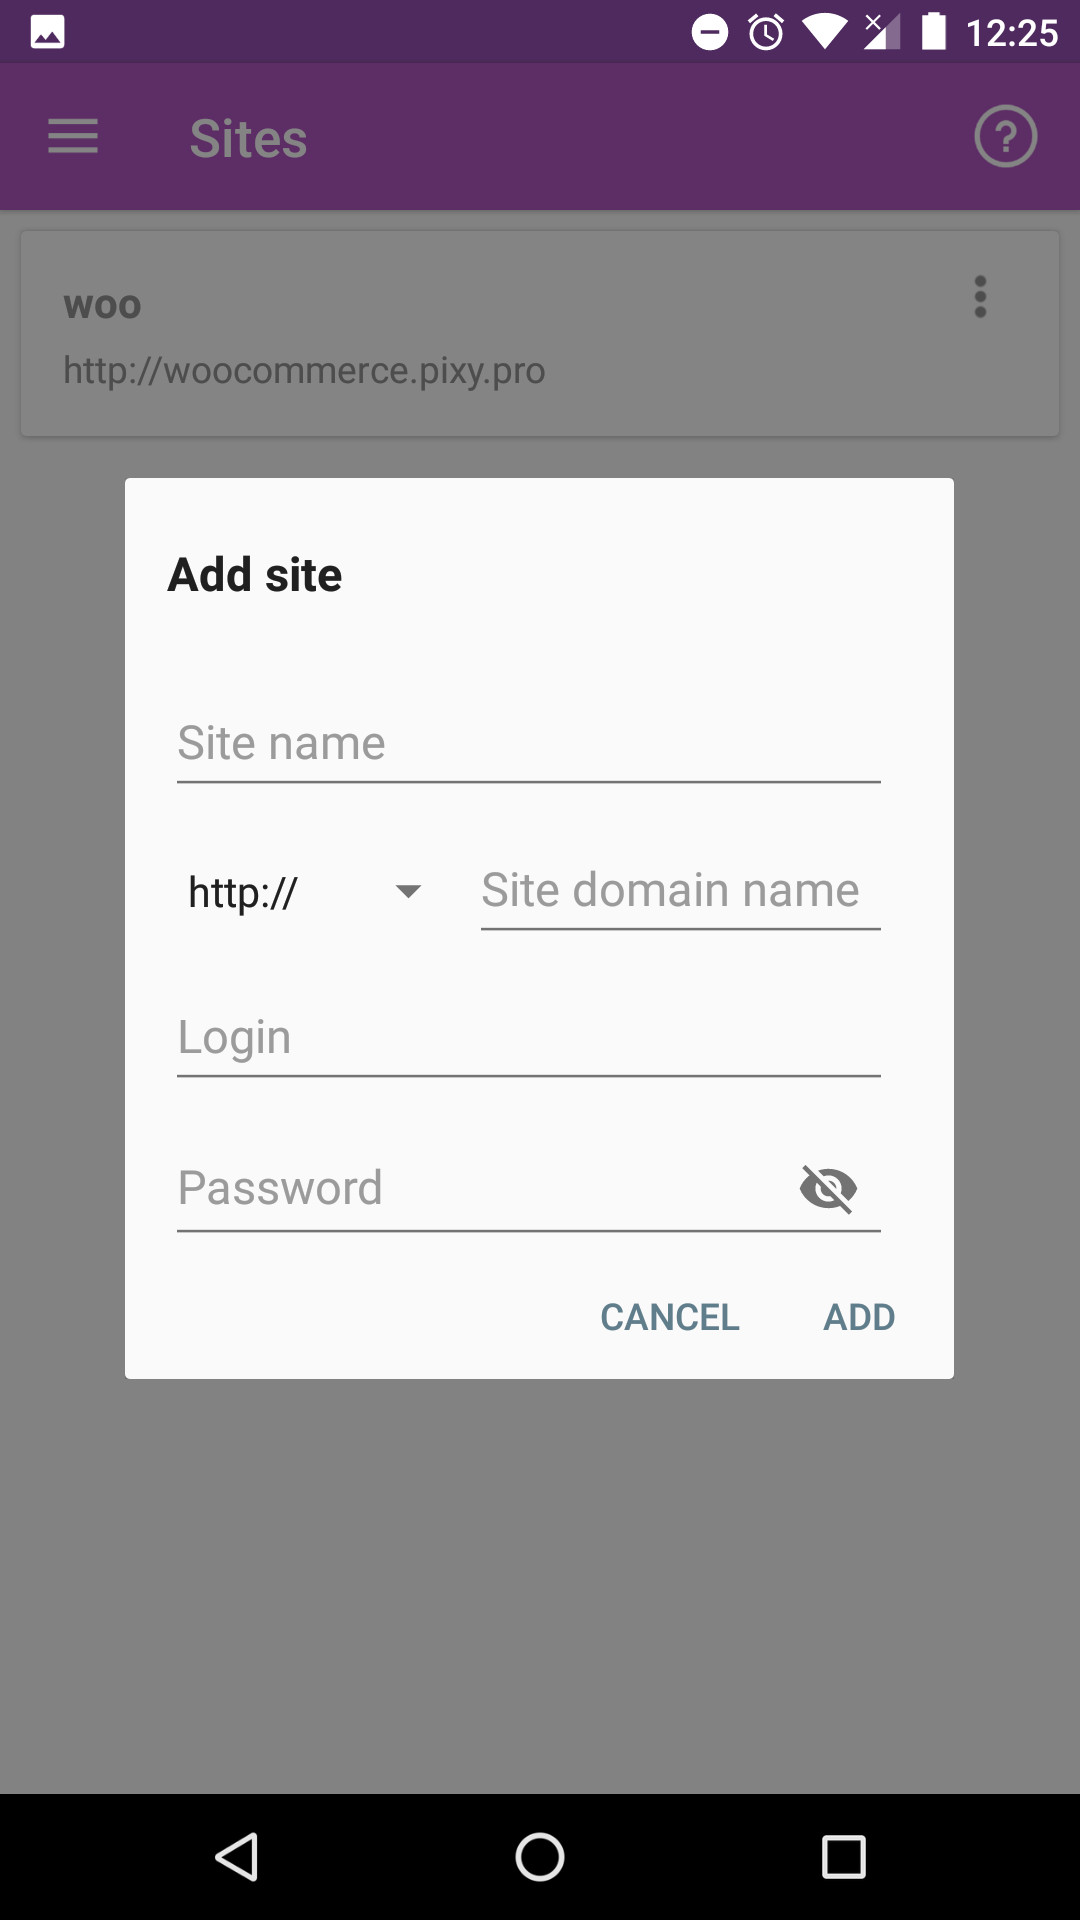 12:25
Sites
woo
http://woocommerce.pixy.pro
Add site
Site name
http:// Site domain name
Login
Password
CANCEL ADD